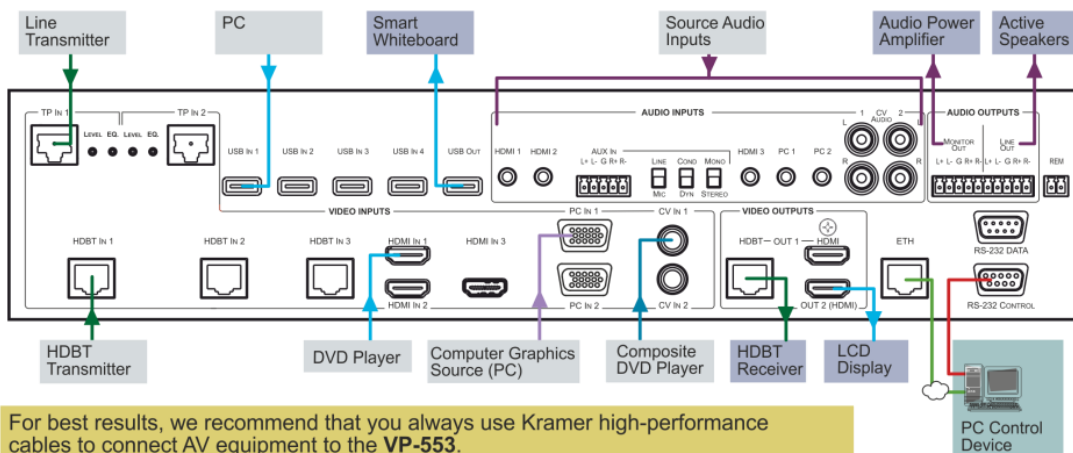 Line Transmitter
PC
Smart Whiteboard
Source Audio Inputs
Audio Power Amplifier
Active Speakers
TP IN 1
TP IN 2
LEVEL EQ. LEVEL EQ.
USB IN 1
USB IN 2
USB IN 3
USB IN 4
USB OUT
AUDIO INPUTS
HDMI 1
HDMI 2
AUX IN
L+ L- G R+ R-
LINE
MIC
COND
DYN
MONO
STEREO
HDMI 3
PC 1
PC 2
1 CV AUDIO 2
L
L
R
R
AUDIO OUTPUTS
MONITOR OUT
LINE OUT
L+ L- G R+ R- L+ L- G R+ R-
REM
VIDEO INPUTS
HDBT IN 1
HDBT IN 2
HDBT IN 3
HDMI IN 1
HDMI IN 2
HDMI IN 3
PC IN 1
PC IN 2
CV IN 1
CV IN 2
VIDEO OUTPUTS
HDBT OUT 1 HDMI
OUT 2 (HDMI)
ETH
RS-232 DATA
RS-232 CONTROL
HDBT Transmitter
DVD Player
Computer Graphics Source (PC)
Composite DVD Player
HDBT Receiver
LCD Display
PC Control Device
For best results, we recommend that you always use Kramer high-performance
cables to connect AV equipment to the VP-553.